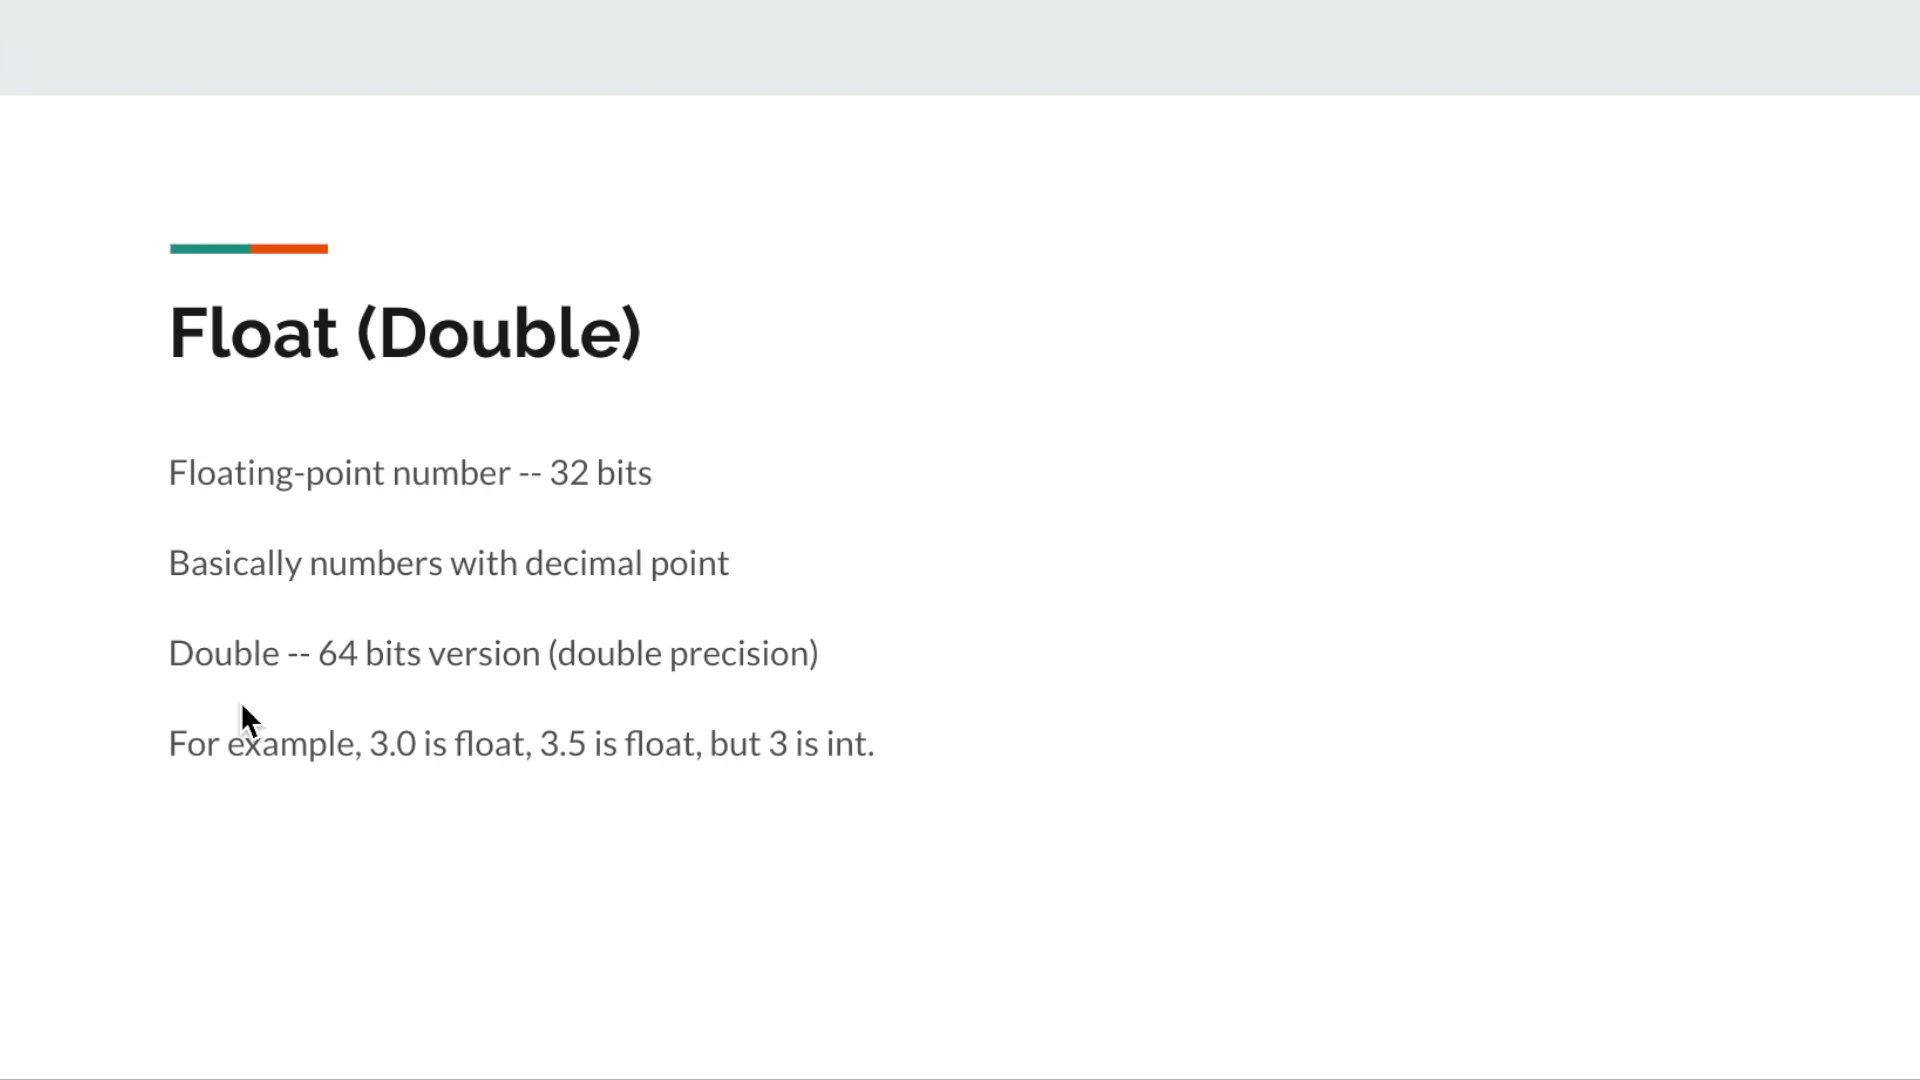 Float (Double)
Floating-point number -- 32 bits
Basically numbers with decimal point
Double -- 64 bits version (double precision)
For example, 3.0 is float, 3.5 is float, but 3 is int.